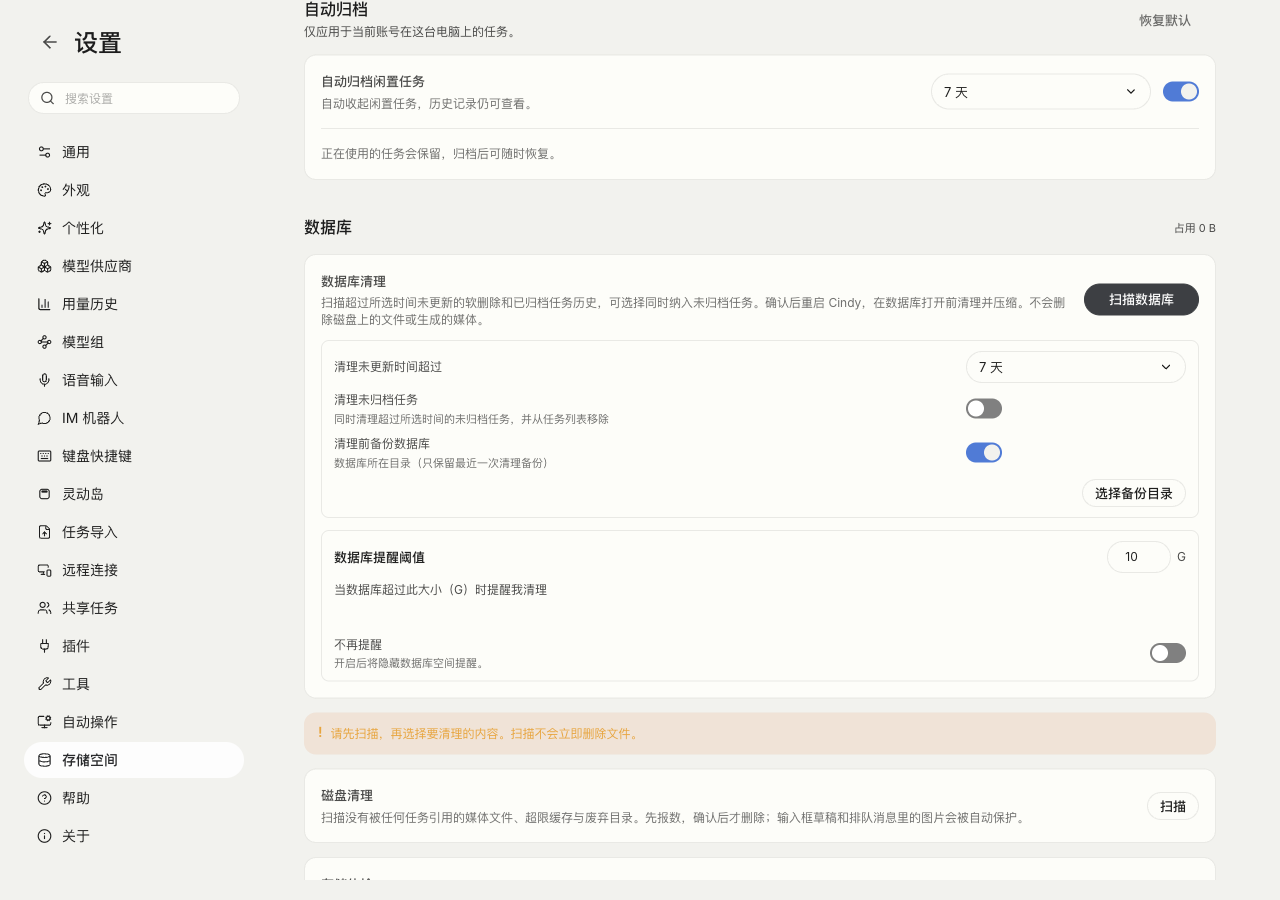 设置
搜索设置
通用
外观
个性化
模型供应商
用量历史
模型组
语音输入
IM 机器人
键盘快捷键
灵动岛
任务导入
远程连接
共享任务
插件
工具
自动操作
存储空间
帮助
关于
自动归档
仅应用于当前账号在这台电脑上的任务。
恢复默认
自动归档闲置任务
自动收起闲置任务，历史记录仍可查看。
7 天
正在使用的任务会保留，归档后可随时恢复。
数据库
占用 0 B
数据库清理
扫描超过所选时间未更新的软删除和已归档任务历史，可选择同时纳入未归档任务。确认后重启 Cindy，在数据库打开前清理并压缩。不会删
除磁盘上的文件或生成的媒体。
扫描数据库
清理未更新时间超过
7 天
清理未归档任务
同时清理超过所选时间的未归档任务，并从任务列表移除
清理前备份数据库
数据库所在目录（只保留最近一次清理备份）
选择备份目录
数据库提醒阈值
10 G
当数据库超过此大小（G）时提醒我清理
不再提醒
开启后将隐藏数据库空间提醒。
! 请先扫描，再选择要清理的内容。扫描不会立即删除文件。
磁盘清理
扫描没有被任何任务引用的媒体文件、超限缓存与废弃目录。先报数，确认后才删除；输入框草稿和排队消息里的图片会被自动保护。
扫描